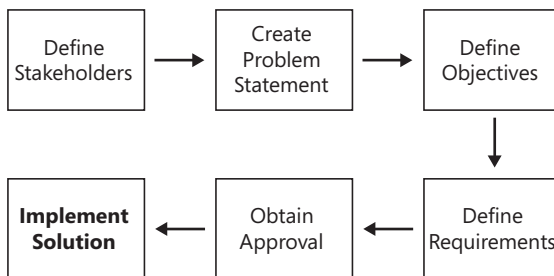 Define
Stakeholders
Create
Problem
Statement
Define
Objectives
Implement
Solution
Obtain
Approval
Define
Requirements